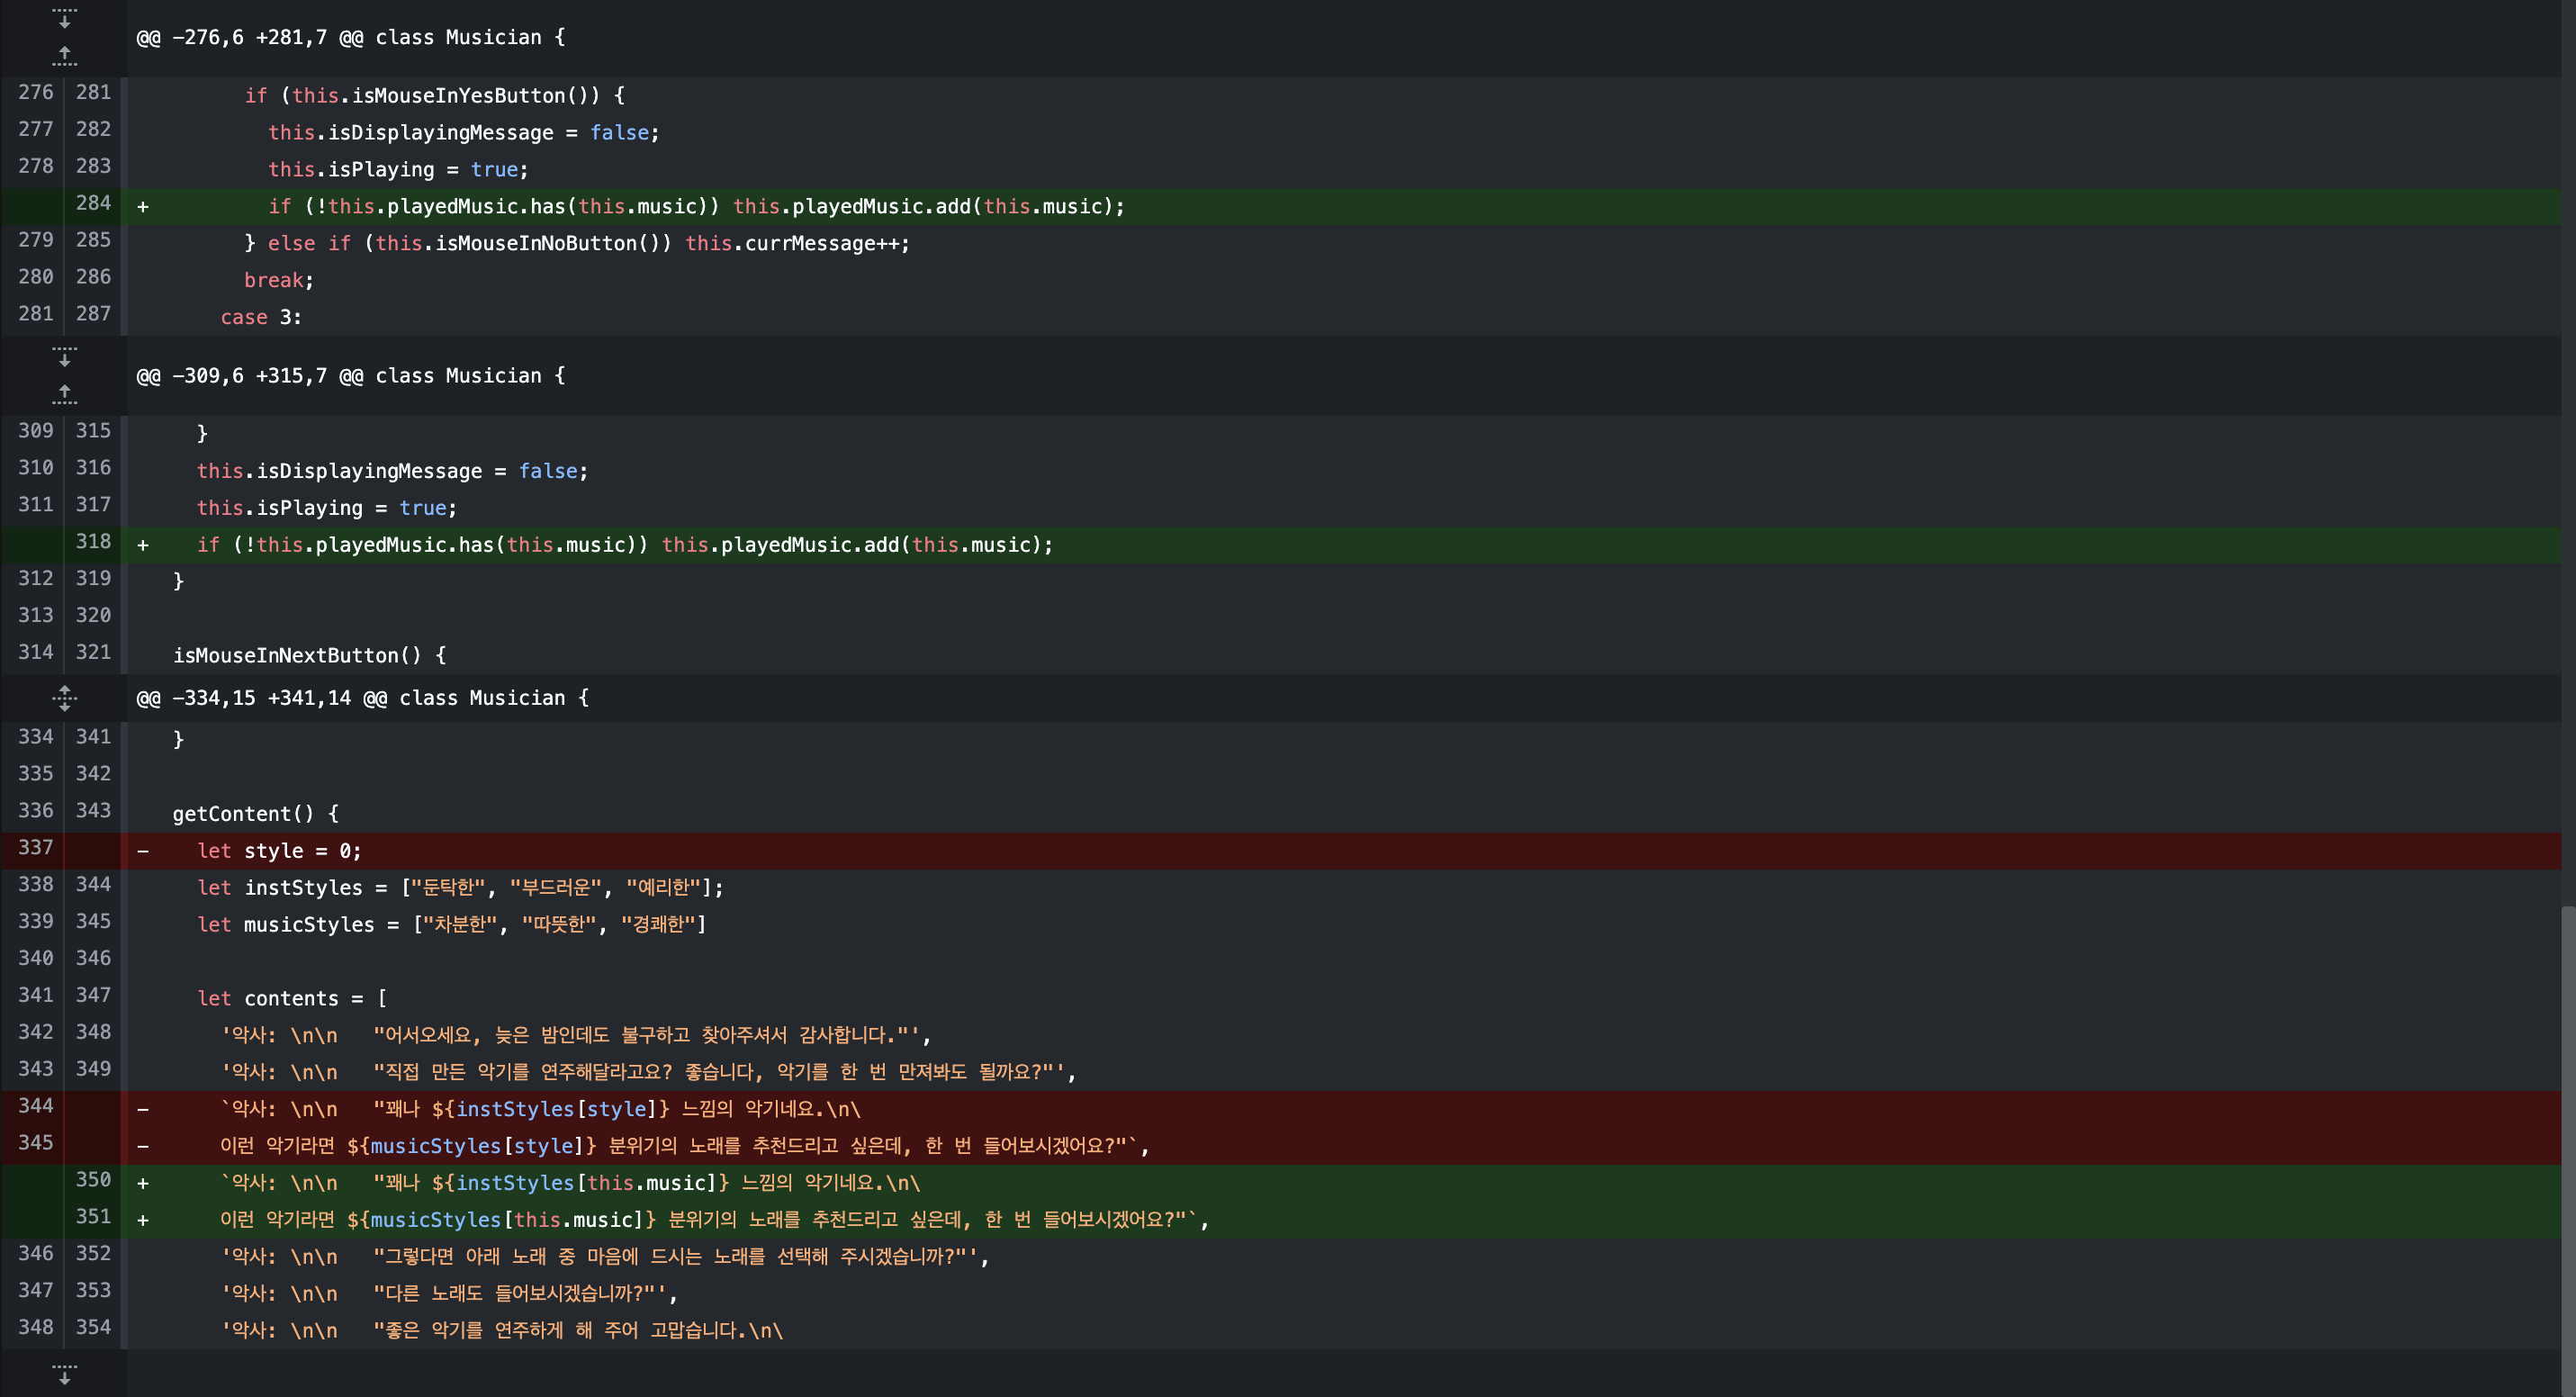 @@ -276,6 +281,7 @@ class Musician {
276 281 if (this.isMouseInYesButton()) {
277 282 this.isDisplayingMessage = false;
278 283 this.isPlaying = true;
284 + if (!this.playedMusic.has(this.music)) this.playedMusic.add(this.music);
279 285 } else if (this.isMouseInNoButton()) this.currMessage++;
280 286 break;
281 287 case 3:
@@ -309,6 +315,7 @@ class Musician {
309 315 }
310 316 this.isDisplayingMessage = false;
311 317 this.isPlaying = true;
318 + if (!this.playedMusic.has(this.music)) this.playedMusic.add(this.music);
312 319 }
313 320
314 321 isMouseInNextButton() {
@@ -334,15 +341,14 @@ class Musician {
334 341 }
335 342
336 343 getContent() {
337 - let style = 0;
338 344 let instStyles = ["둔탁한", "부드러운", "예리한"];
339 345 let musicStyles = ["차분한", "따뜻한", "경쾌한"]
340 346
341 347 let contents = [
342 348 '악사: \n\n "어서오세요, 늦은 밤인데도 불구하고 찾아주셔서 감사합니다."',
343 349 '악사: \n\n "직접 만든 악기를 연주해달라고요? 좋습니다, 악기를 한 번 만져봐도 될까요?"',
344 - `악사: \n\n "꽤나 ${instStyles[style]} 느낌의 악기네요.\n\
345 - 이런 악기라면 ${musicStyles[style]} 분위기의 노래를 추천드리고 싶은데, 한 번 들어보시겠어요?"`,
350 + `악사: \n\n "꽤나 ${instStyles[this.music]} 느낌의 악기네요.\n\
351 + 이런 악기라면 ${musicStyles[this.music]} 분위기의 노래를 추천드리고 싶은데, 한 번 들어보시겠어요?"`,
346 352 '악사: \n\n "그렇다면 아래 노래 중 마음에 드시는 노래를 선택해 주시겠습니까?"',
347 353 '악사: \n\n "다른 노래도 들어보시겠습니까?"',
348 354 '악사: \n\n "좋은 악기를 연주하게 해 주어 고맙습니다.\n\